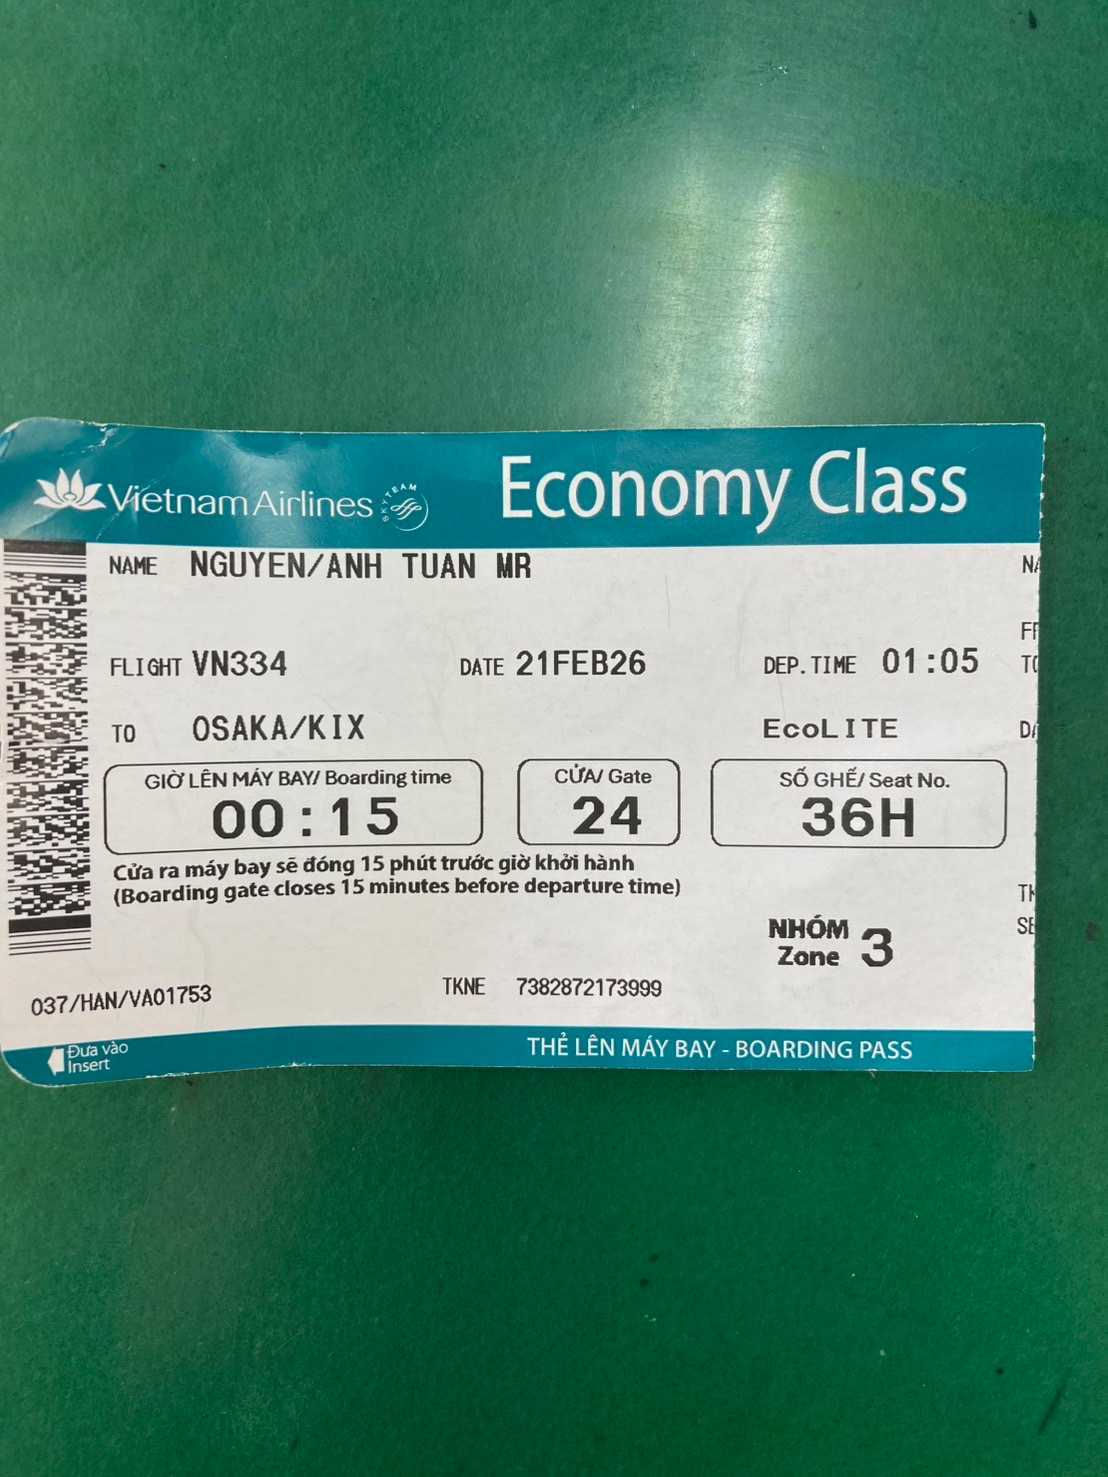 Vietnam Airlines SKYTEAM Economy Class
NAME NGUYEN/ANH TUAN MR
FLIGHT VN334 DATE 21FEB26 DEP.TIME 01:05
TO OSAKA/KIX EcoLITE
GIỜ LÊN MÁY BAY/ Boarding time CỬA/ Gate SỐ GHẾ/ Seat No.
00:15 24 36H
Cửa ra máy bay sẽ đóng 15 phút trước giờ khởi hành
(Boarding gate closes 15 minutes before departure time)
NHÓM
Zone 3
037/HAN/VA01753 TKNE 7382872173999
Đưa vào
Insert
THẺ LÊN MÁY BAY - BOARDING PASS